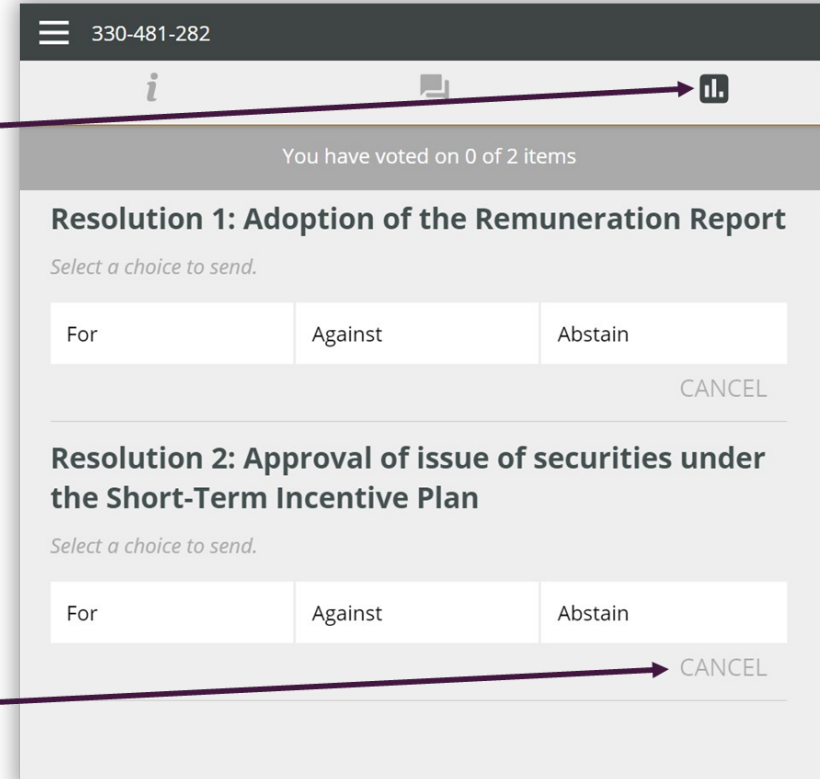 330-481-282
i
You have voted on 0 of 2 items
Resolution 1: Adoption of the Remuneration Report
Select a choice to send.
For Against Abstain
CANCEL
Resolution 2: Approval of issue of securities under
the Short-Term Incentive Plan
Select a choice to send.
For Against Abstain
CANCEL